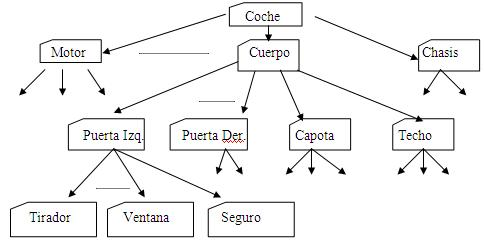 Coche
Motor
Cuerpo
Chasis
Puerta Izq.
Puerta Der.
Capota
Techo
Tirador
Ventana
Seguro